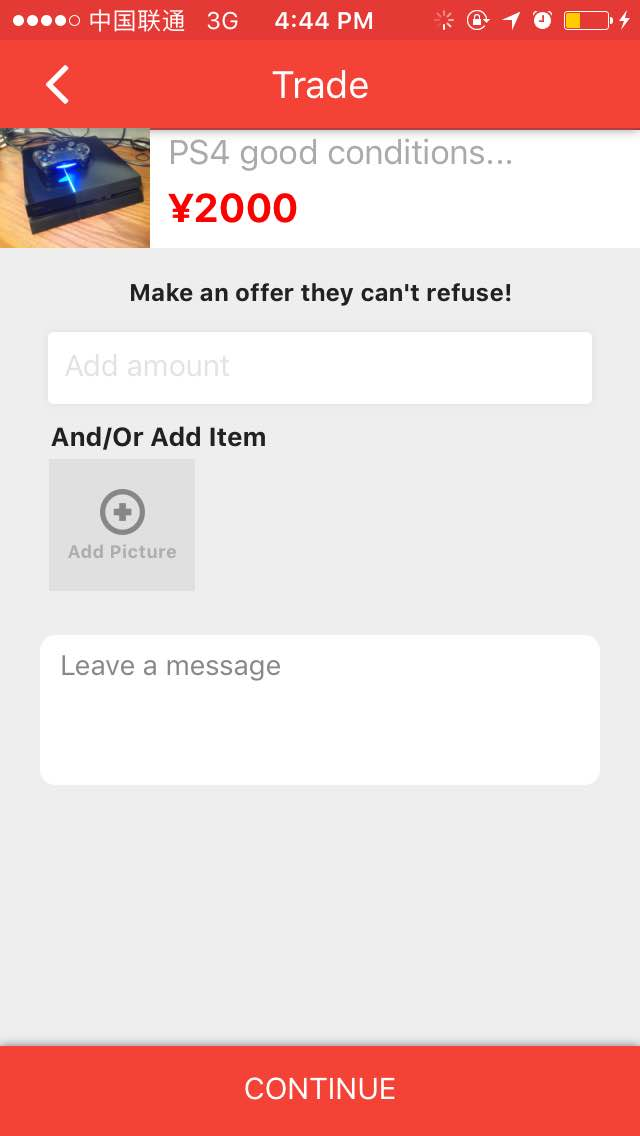 中国联通 3G 4:44 PM
Trade
PS4 good conditions...
¥2000
Make an offer they can't refuse!
Add amount
And/Or Add Item
Add Picture
Leave a message
CONTINUE